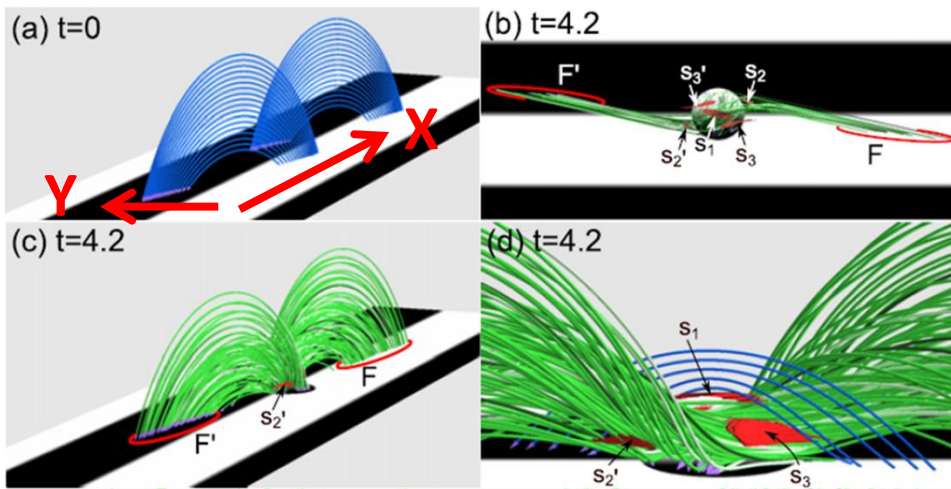 (a) t=0
X
Y
(b) t=4.2
F'
s₃'
s₂
s₂'
s₁
s₃
F
(c) t=4.2
s₂'
F
F'
(d) t=4.2
s₁
s₂'
s₃